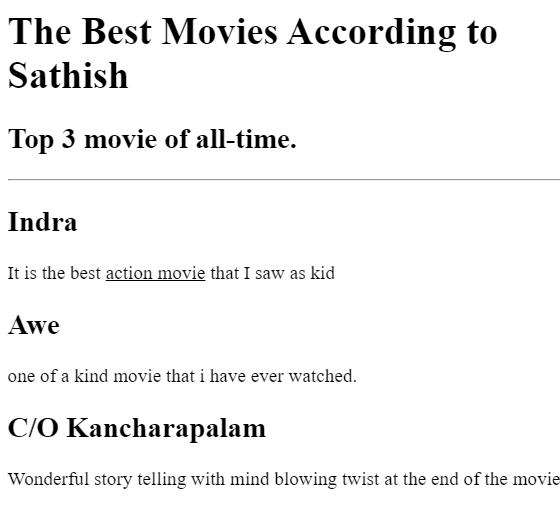 The Best Movies According to
Sathish
Top 3 movie of all-time.
Indra
It is the best action movie that I saw as kid
Awe
one of a kind movie that i have ever watched.
C/O Kancharapalam
Wonderful story telling with mind blowing twist at the end of the movie